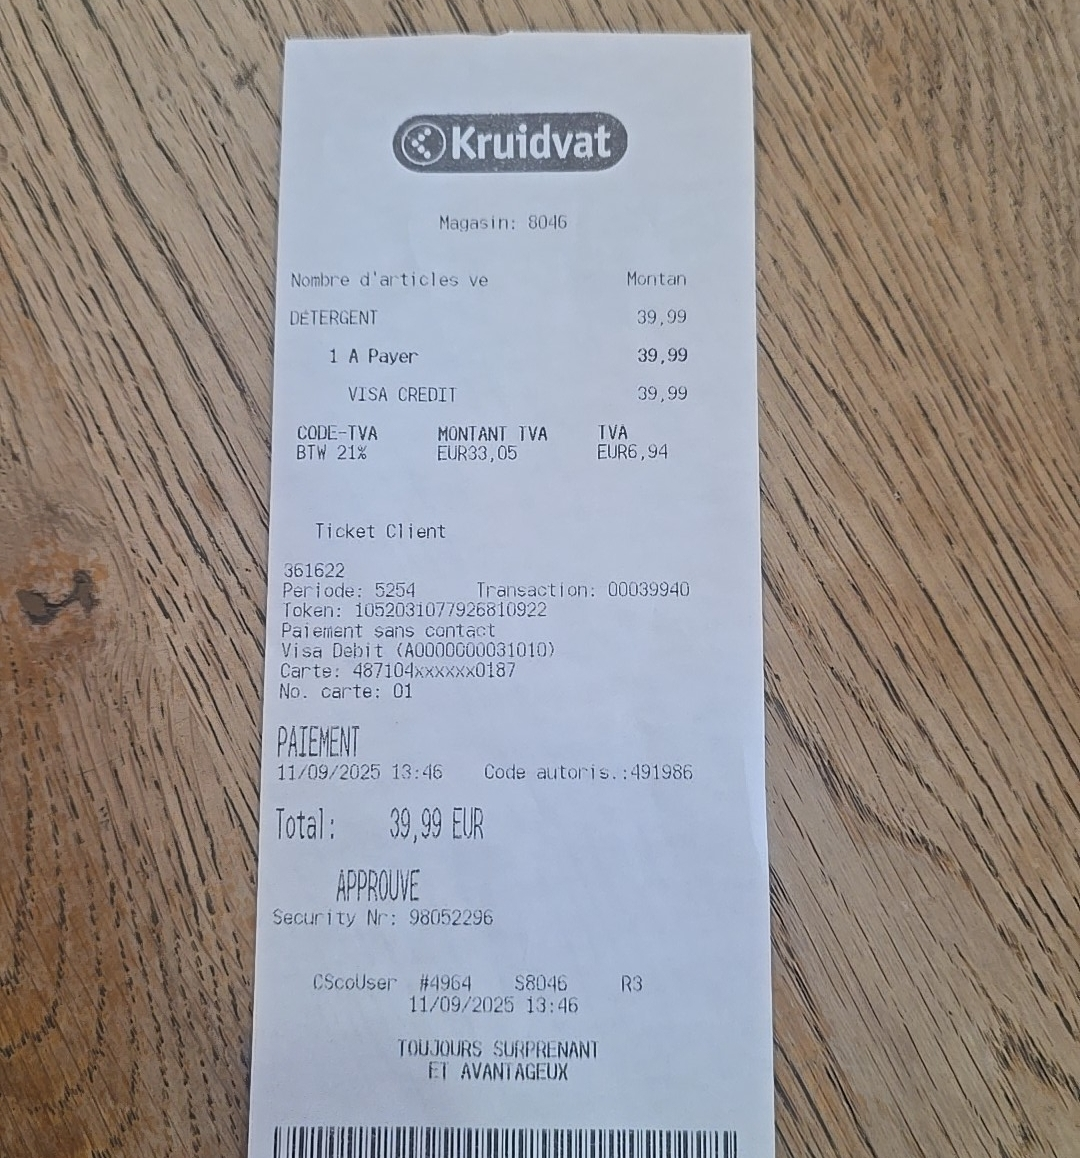 Kruidvat
Magasin: 8046
Nombre d'articles ve Montan
DETERGENT 39,99
1 A Payer 39,99
VISA CREDIT 39,99
CODE-TVA MONTANT TVA TVA
BTW 21% EUR33,05 EUR6,94
Ticket Client
361622
Periode: 5254 Transaction: 00039940
Token: 1052031077926810922
Paiement sans contact
Visa Debit (A0000000031010)
Carte: 487104xxxxxx0187
No. carte: 01
PAIEMENT
11/09/2025 13:46 Code autoris.:491986
Total: 39,99 EUR
APPROUVE
Security Nr: 98052296
CScoUser #4964 S8046 R3
11/09/2025 13:46
TOUJOURS SURPRENANT
ET AVANTAGEUX